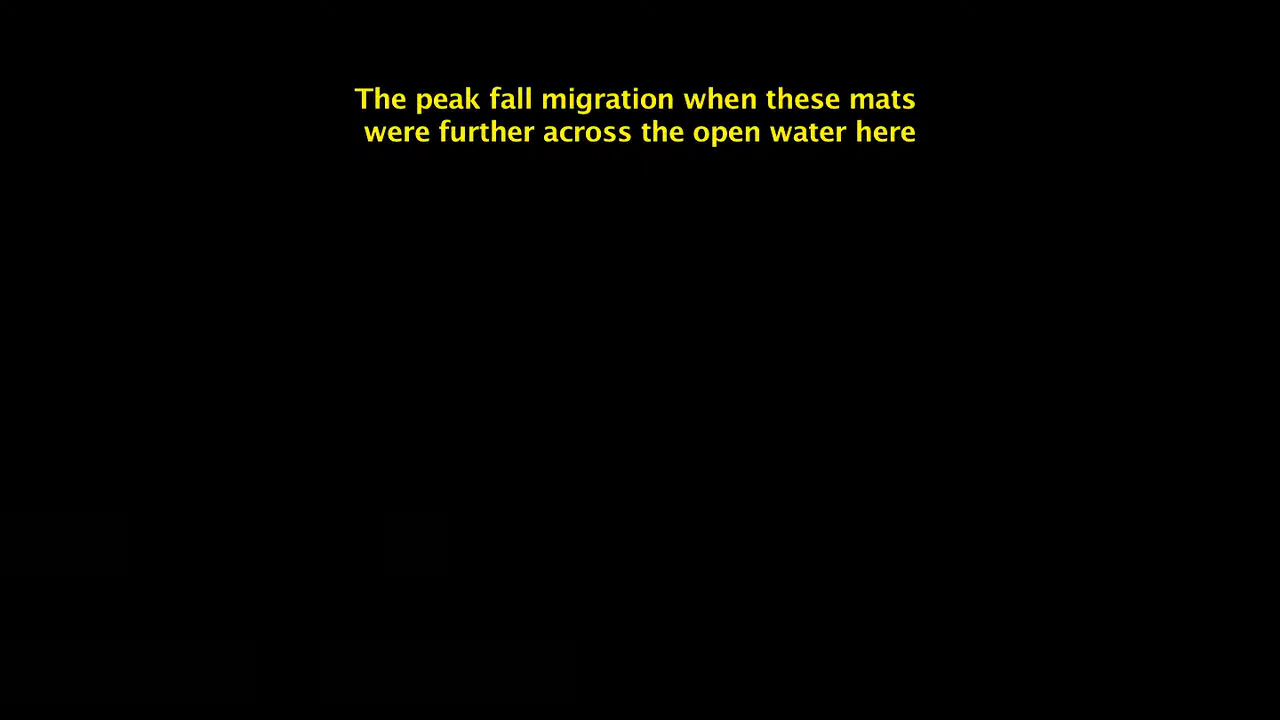 The peak fall migration when these mats
were further across the open water here